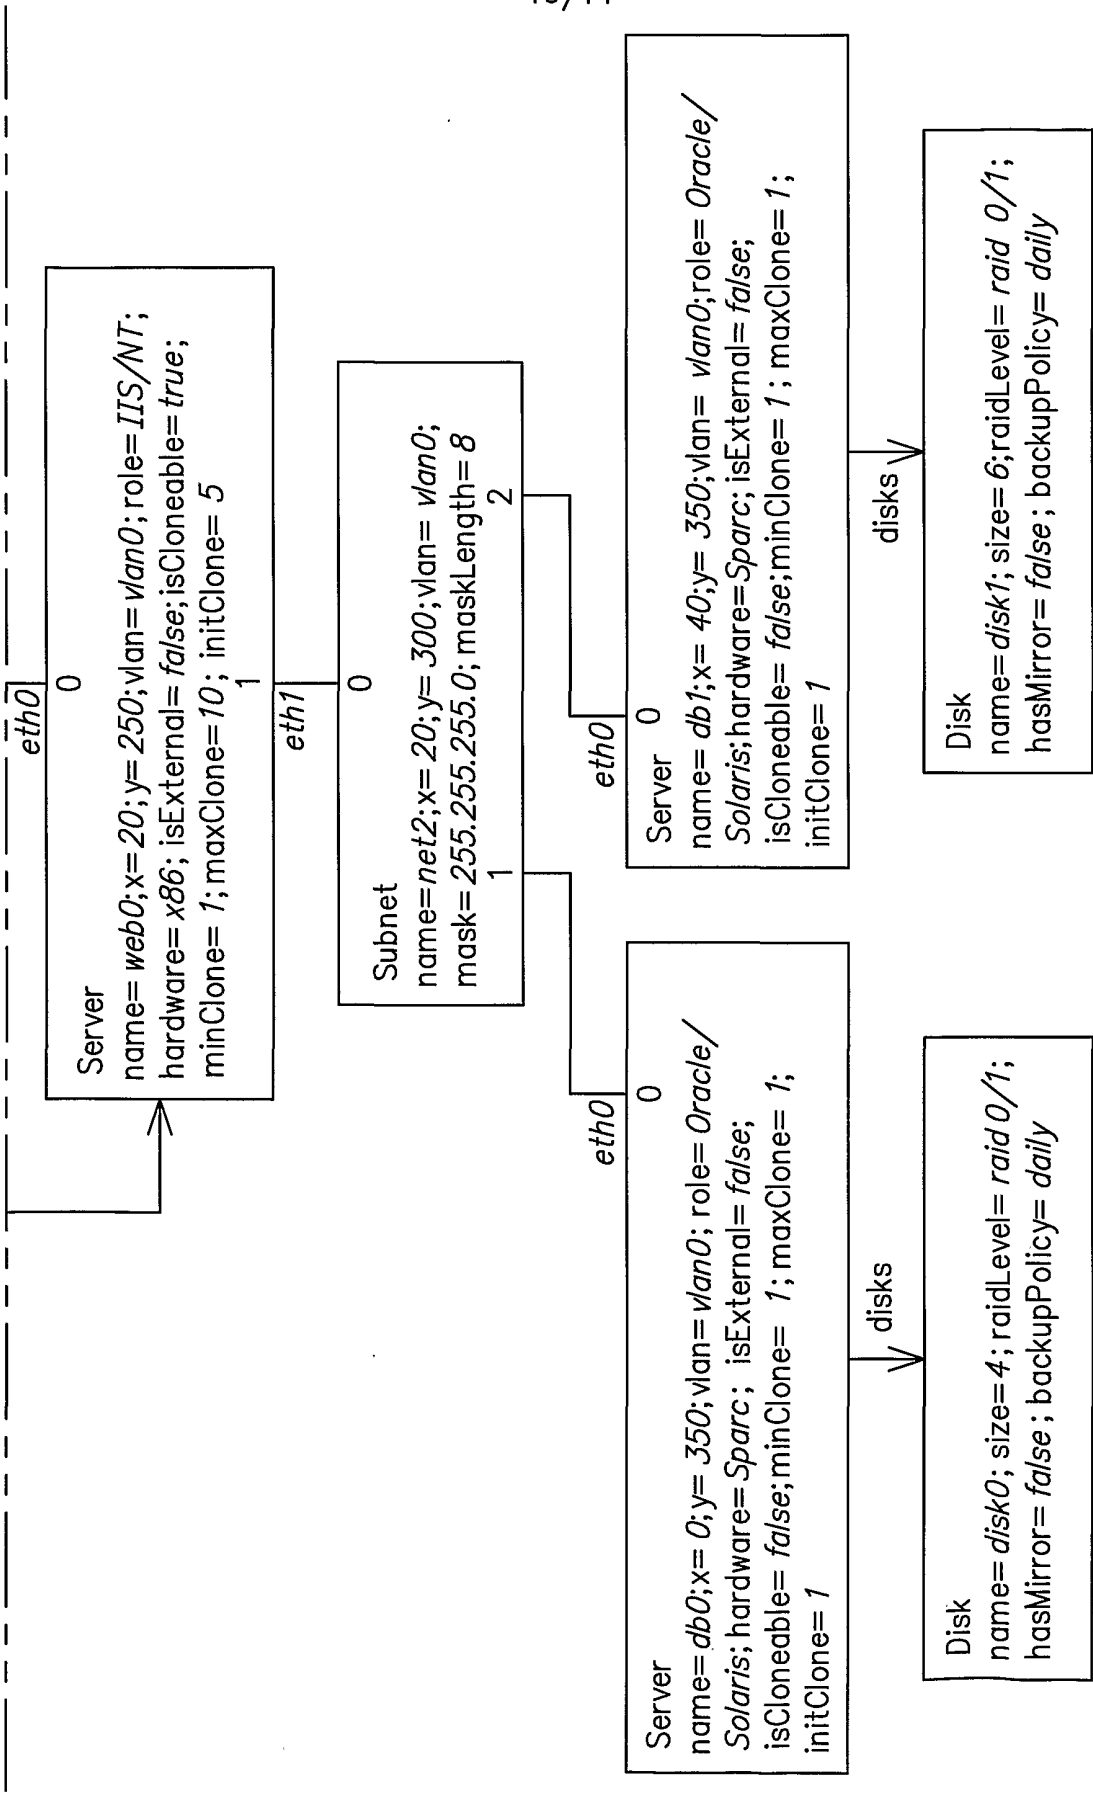 eth0
0
Server
name=web0;x=20;y=250;vlan=vlan0;role=IIS/NT;
hardware=x86; isExternal=false;isCloneable=true;
minClone=1;maxClone=10; initClone=5
1
eth1
0
Subnet
name=net2;x=20;y=300;vlan=vlan0;
mask=255.255.255.0; maskLength=8
1
2
eth0
0
Server
name=db0;x=0;y=350;vlan=vlan0; role=Oracle/
Solaris; hardware=Sparc; isExternal=false;
isCloneable=false;minClone=1; maxClone=1;
initClone=1
disks
Disk
name=disk0; size=4; raidLevel=raid 0/1;
hasMirror=false; backupPolicy=daily
eth0
0
Server
name=db1;x=40;y=350;vlan=vlan0;role=Oracle/
Solaris;hardware=Sparc; isExternal=false;
isCloneable=false;minClone=1; maxClone=1;
initClone=1
disks
Disk
name=disk1; size=6;raidLevel=raid 0/1;
hasMirror=false; backupPolicy=daily